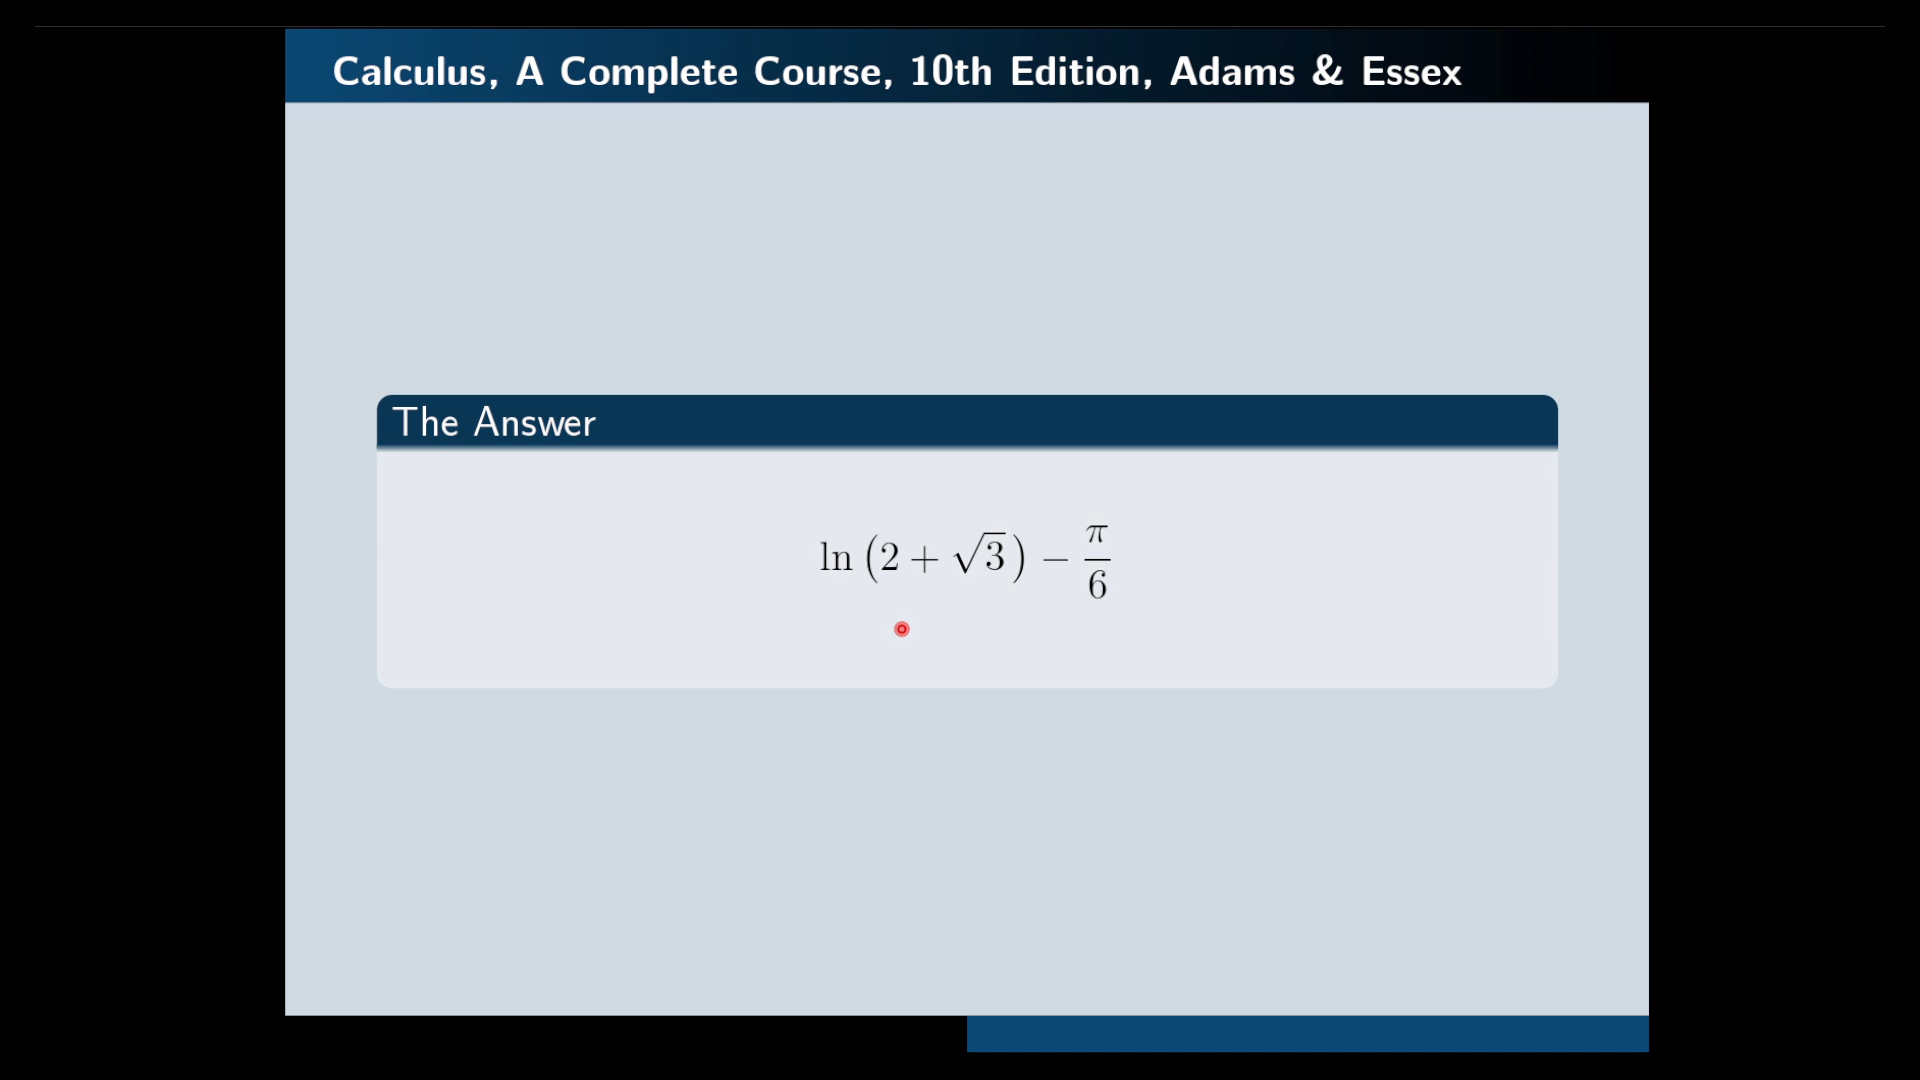 Calculus, A Complete Course, 10th Edition, Adams & Essex
The Answer
ln (2 + √3) − π/6